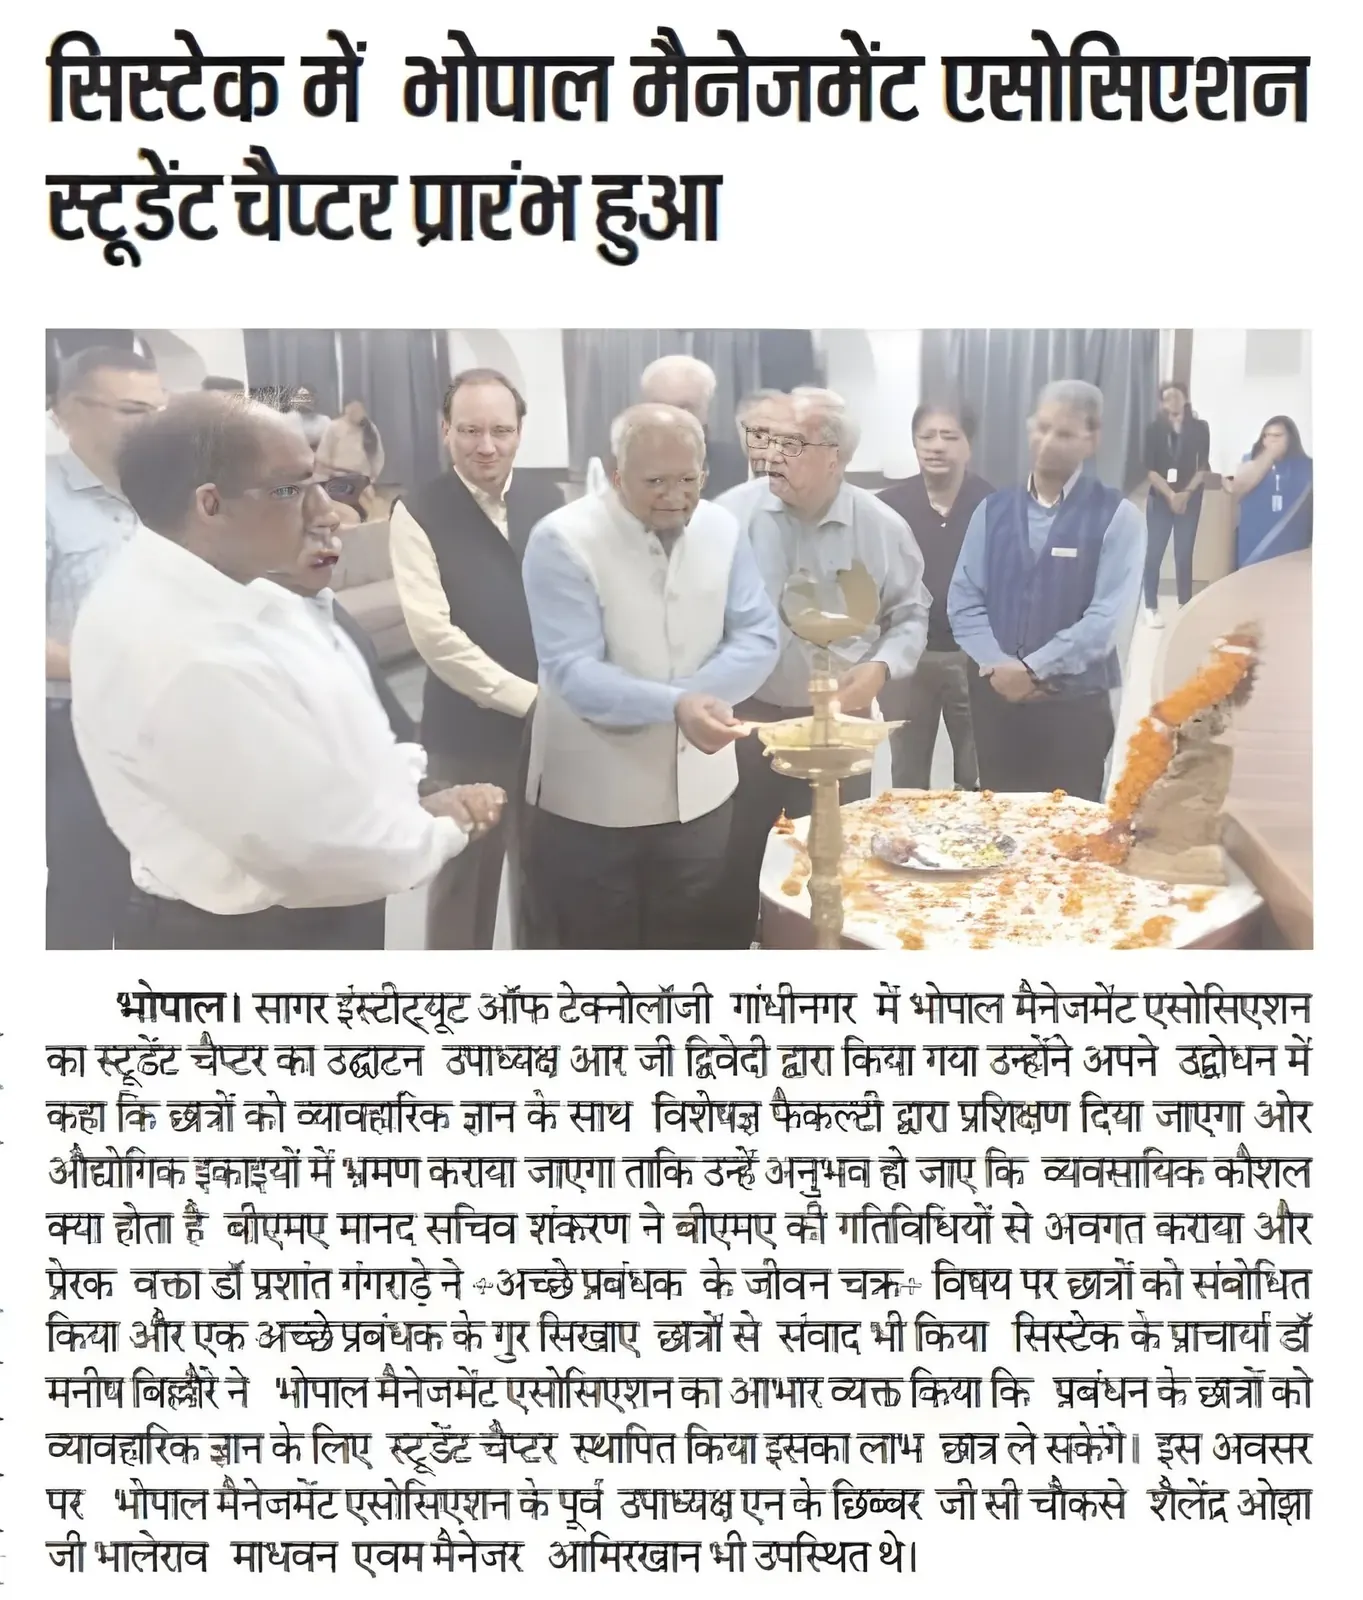 सिस्टेक में भोपाल मैनेजमेंट एसोसिएशन
स्टूडेंट चैप्टर प्रारंभ हुआ
भोपाल। सागर इंस्टीट्यूट ऑफ टेक्नोलॉजी गांधीनगर में भोपाल मैनेजमेंट एसोसिएशन
का स्टूडेंट चैप्टर का उद्घाटन उपाध्यक्ष आर जी द्विवेदी द्वारा किया गया उन्होंने अपने उद्बोधन में
कहा कि छात्रों को व्यावहारिक ज्ञान के साथ विशेषज्ञ फैकल्टी द्वारा प्रशिक्षण दिया जाएगा और
औद्योगिक इकाइयों में भ्रमण कराया जाएगा ताकि उन्हें अनुभव हो जाए कि व्यवसायिक कौशल
क्या होता है बीएमए मानद सचिव शंकरण ने बीएमए की गतिविधियों से अवगत कराया और
प्रेरक वक्ता डॉ प्रशांत गंगराड़े ने +अच्छे प्रबंधक के जीवन चक्र+ विषय पर छात्रों को संबोधित
किया और एक अच्छे प्रबंधक के गुर सिखाए छात्रों से संवाद भी किया सिस्टेक के प्राचार्या डॉ
मनीष बिल्लौरे ने भोपाल मैनेजमेंट एसोसिएशन का आभार व्यक्त किया कि प्रबंधन के छात्रों को
व्यावहारिक ज्ञान के लिए स्टूडेंट चैप्टर स्थापित किया इसका लाभ छात्र ले सकेंगे। इस अवसर
पर भोपाल मैनेजमेंट एसोसिएशन के पूर्व उपाध्यक्ष एन के छिब्बर जी सी चौकसे शैलेंद्र ओझा
जी भालेराव माधवन एवम मैनेजर आमिरखान भी उपस्थित थे।